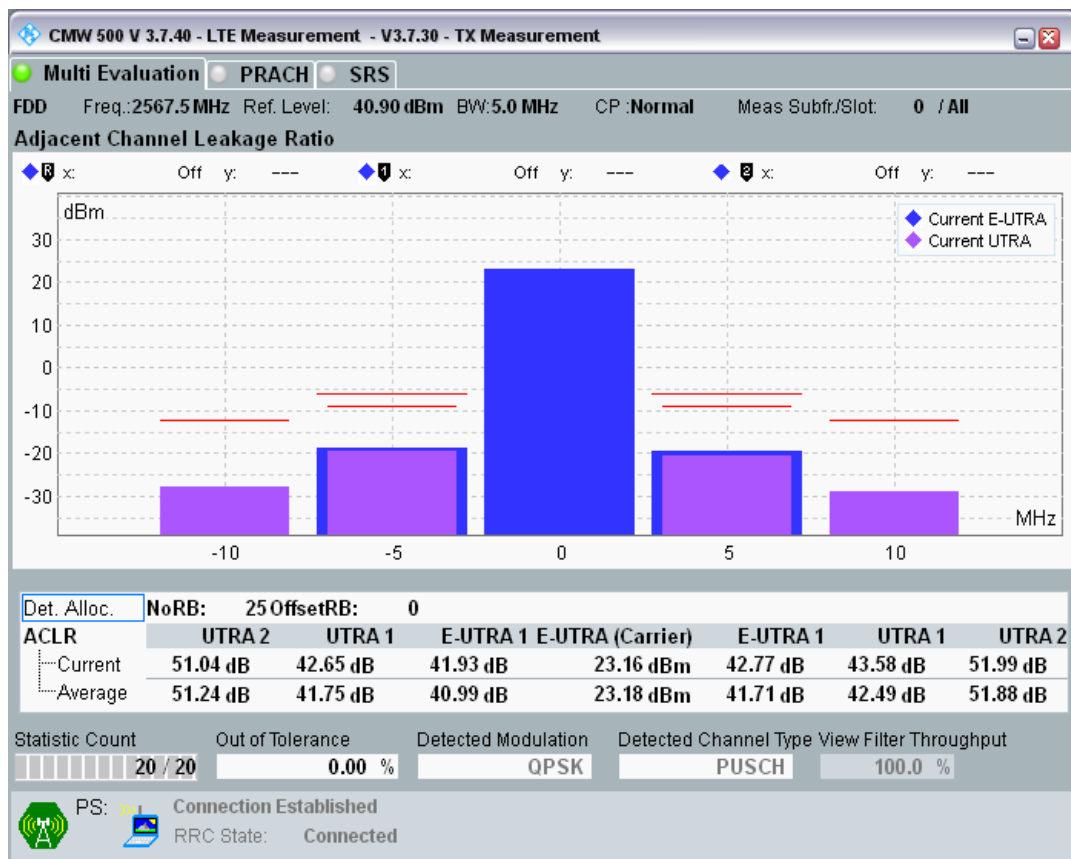 CMW 500 V 3.7.40 - LTE Measurement - V3.7.30 - TX Measurement
Multi Evaluation PRACH SRS
FDD Freq.:2567.5 MHz Ref. Level: 40.90 dBm BW:5.0 MHz CP :Normal Meas Subfr./Slot: 0 / All
Adjacent Channel Leakage Ratio
R x: Off y: --- 1 x: Off y: --- 2 x: Off y: ---
dBm
Current E-UTRA
Current UTRA
30
20
10
0
-10
-20
-30
MHz
-10 -5 0 5 10
Det. Alloc. NoRB: 25 OffsetRB: 0
ACLR UTRA 2 UTRA 1 E-UTRA 1 E-UTRA (Carrier) E-UTRA 1 UTRA 1 UTRA 2
Current 51.04 dB 42.65 dB 41.93 dB 23.16 dBm 42.77 dB 43.58 dB 51.99 dB
Average 51.24 dB 41.75 dB 40.99 dB 23.18 dBm 41.71 dB 42.49 dB 51.88 dB
Statistic Count Out of Tolerance Detected Modulation Detected Channel Type View Filter Throughput
20 / 20 0.00 % QPSK PUSCH 100.0 %
PS: Connection Established
RRC State: Connected